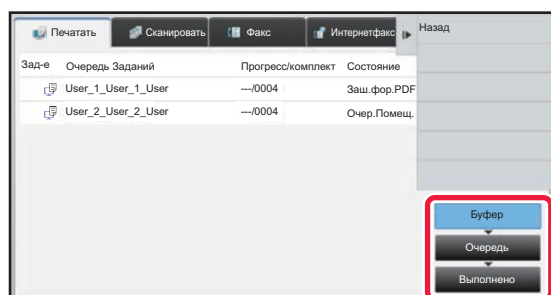 Печатать Сканировать Факс Интернетфакс Назад
Зад-е Очередь Заданий Прогресс/комплект Состояние
User_1_User_1_User ---/0004 Заш.фор.PDF
User_2_User_2_User ---/0004 Очер.Помещ.
Буфер
Очередь
Выполнено